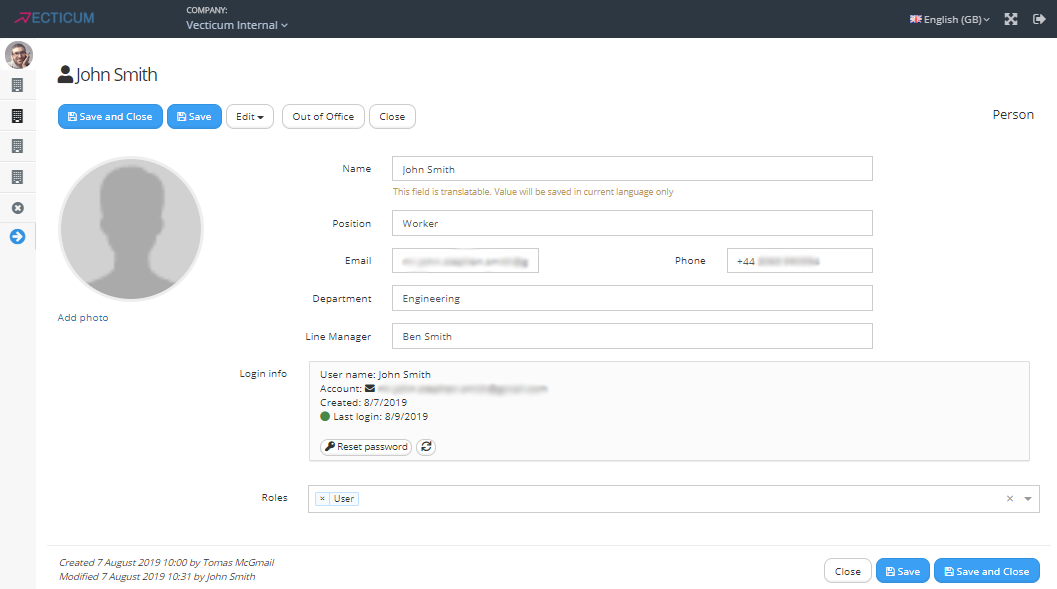 VECTICUM
COMPANY:
Vecticum Internal
English (GB)
John Smith
Save and Close
Save
Edit
Out of Office
Close
Person
Name
John Smith
This field is translatable. Value will be saved in current language only
Position
Worker
Email
Phone
+44
Add photo
Department
Engineering
Line Manager
Ben Smith
Login info
User name: John Smith
Account:
Created: 8/7/2019
Last login: 8/9/2019
Reset password
Roles
× User
Created 7 August 2019 10:00 by Tomas McGmail
Modified 7 August 2019 10:31 by John Smith
Close
Save
Save and Close